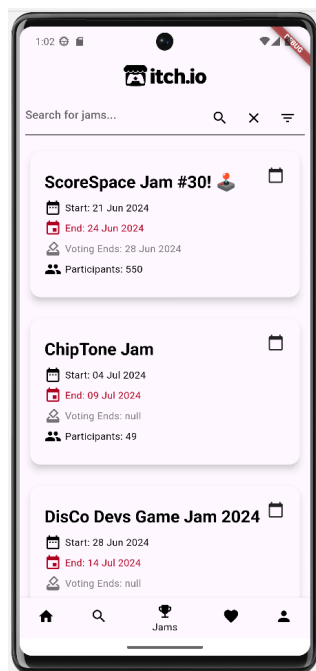 1:02
DEBUG
itch.io
Search for jams...
ScoreSpace Jam #30! 🕹️
Start: 21 Jun 2024
End: 24 Jun 2024
Voting Ends: 28 Jun 2024
Participants: 550
ChipTone Jam
Start: 04 Jul 2024
End: 09 Jul 2024
Voting Ends: null
Participants: 49
DisCo Devs Game Jam 2024
Start: 28 Jun 2024
End: 14 Jul 2024
Voting Ends: null
Jams